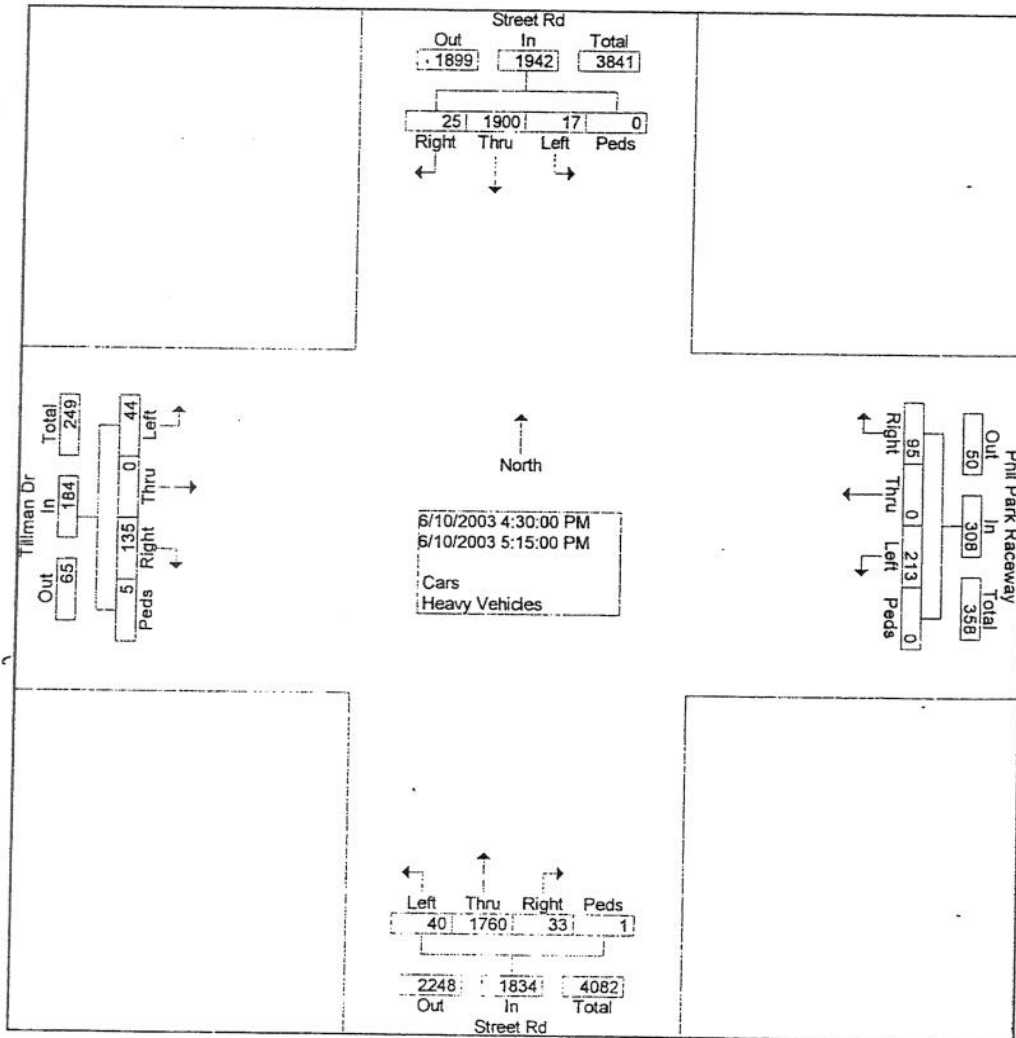 Street Rd
Out In Total
1899 1942 3841
25 1900 17 0
Right Thru Left Peds
Tillman Dr
Total In Out
249 184 65
44 0 135 5
Left Thru Right Peds
North
6/10/2003 4:30:00 PM
6/10/2003 5:15:00 PM
Cars
Heavy Vehicles
Phil Park Raceway
Out In Total
50 308 358
95 0 213 0
Right Thru Left Peds
Left Thru Right Peds
40 1760 33 1
2248 1834 4082
Out In Total
Street Rd